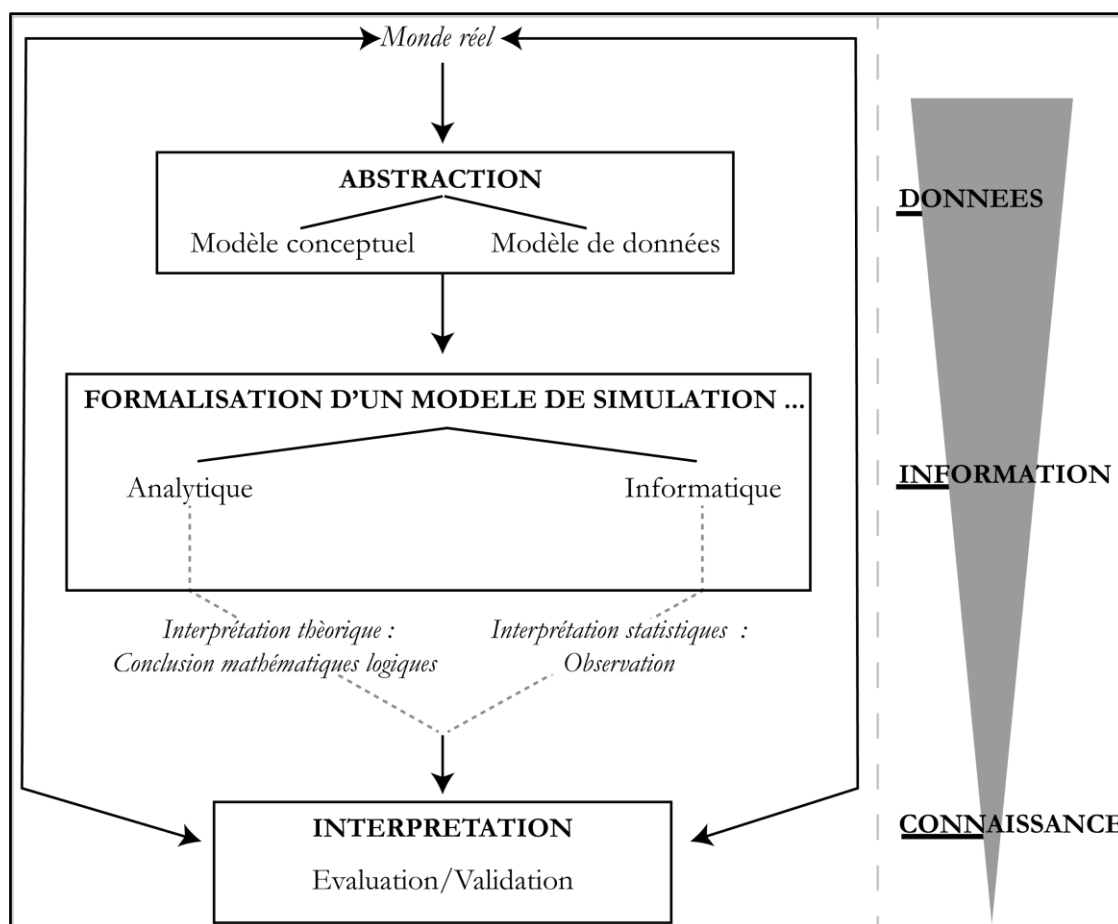 Monde réel
ABSTRACTION
Modèle conceptuel
Modèle de données
FORMALISATION D'UN MODELE DE SIMULATION ...
Analytique
Informatique
Interprétation thèorique :
Conclusion mathématiques logiques
Interprétation statistiques :
Observation
INTERPRETATION
Evaluation/Validation
DONNEES
INFORMATION
CONNAISSANCE